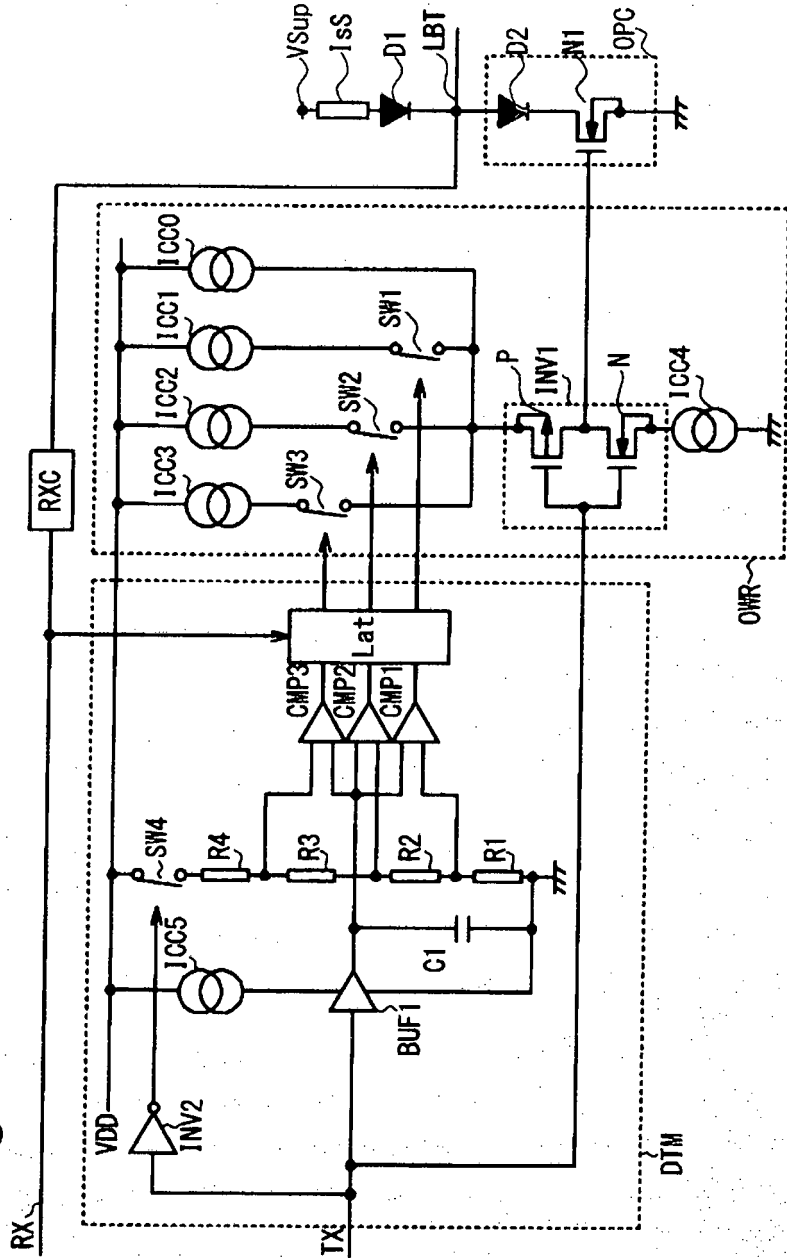 RX
RXC
VSup
IsS
D1
LBT
D2
N1
OPC
VDD
INV2
TX
ICC5
SW4
R4
R3
R2
R1
C1
BUF1
CMP3
CMP2
CMP1
Lat
DTM
ICC3
ICC2
ICC1
ICC0
SW3
SW2
SW1
P
INV1
N
ICC4
OWR